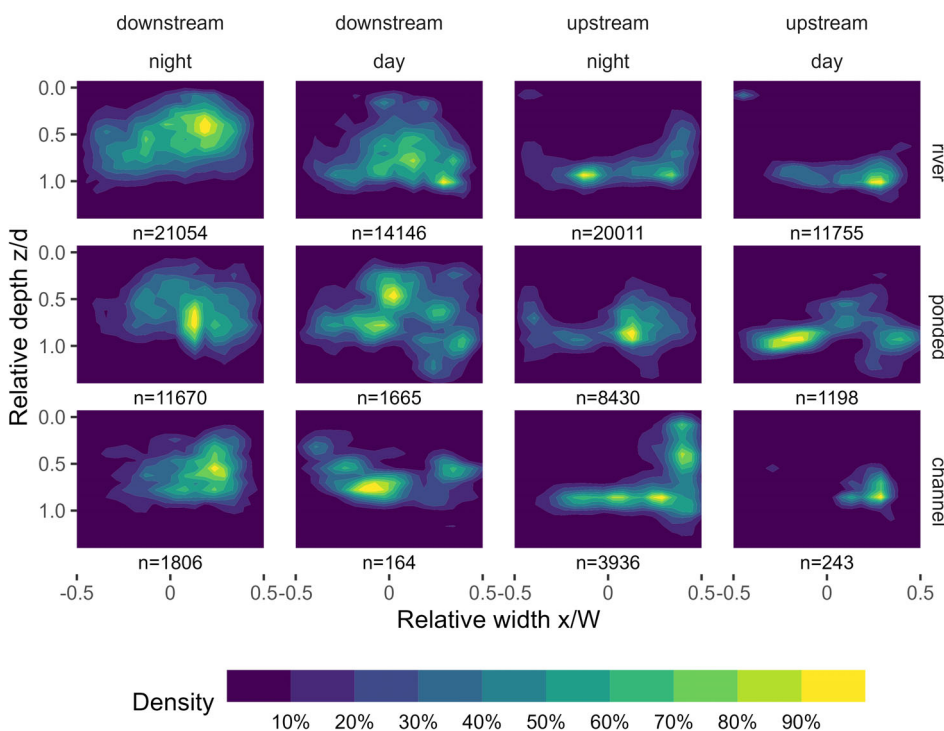 downstream downstream upstream upstream
night day night day
0.0
0.5
1.0
river
n=21054 n=14146 n=20011 n=11755
0.0
0.5
1.0
ponded
n=11670 n=1665 n=8430 n=1198
0.0
0.5
1.0
channel
n=1806 n=164 n=3936 n=243
-0.5 0 0.5-0.5 0 0.5-0.5 0 0.5-0.5 0 0.5
Relative depth z/d
Relative width x/W
Density
10% 20% 30% 40% 50% 60% 70% 80% 90%